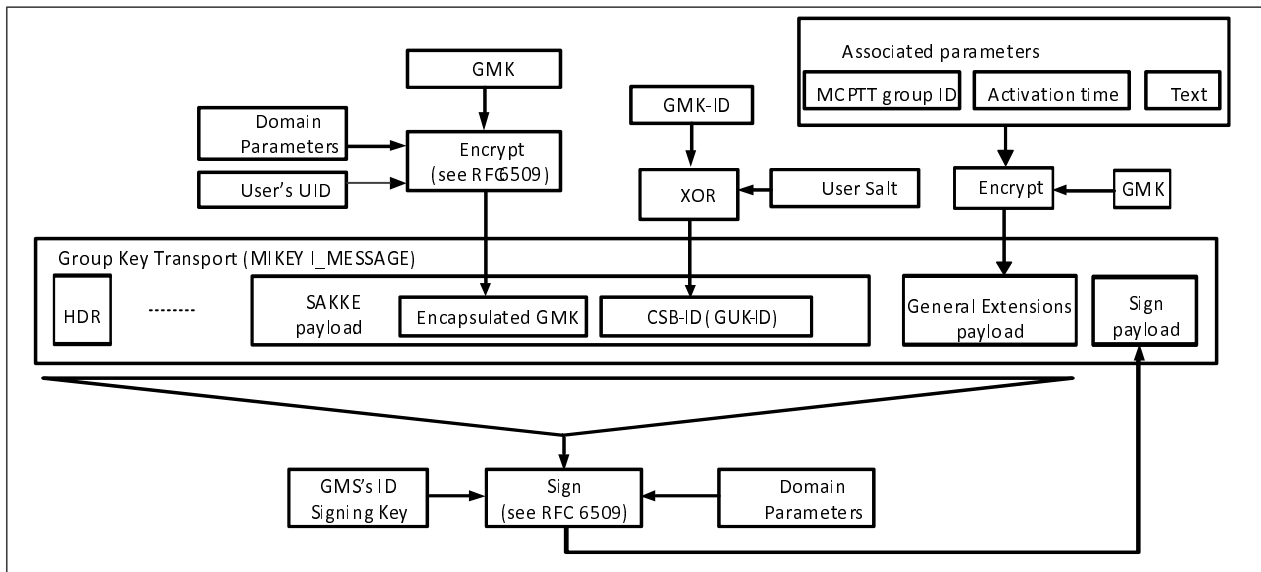 GMK
Domain
Parameters
User's UID
Encrypt
(see RFC6509)
GMK-ID
XOR
User Salt
Associated parameters
MCPTT group ID
Activation time
Text
Encrypt
GMK
Group Key Transport (MIKEY I_MESSAGE)
HDR
--------
SAKKE
payload
Encapsulated GMK
CSB-ID( GUK-ID)
General Extensions
payload
Sign
payload
GMS's ID
Signing Key
Sign
(see RFC 6509)
Domain
Parameters